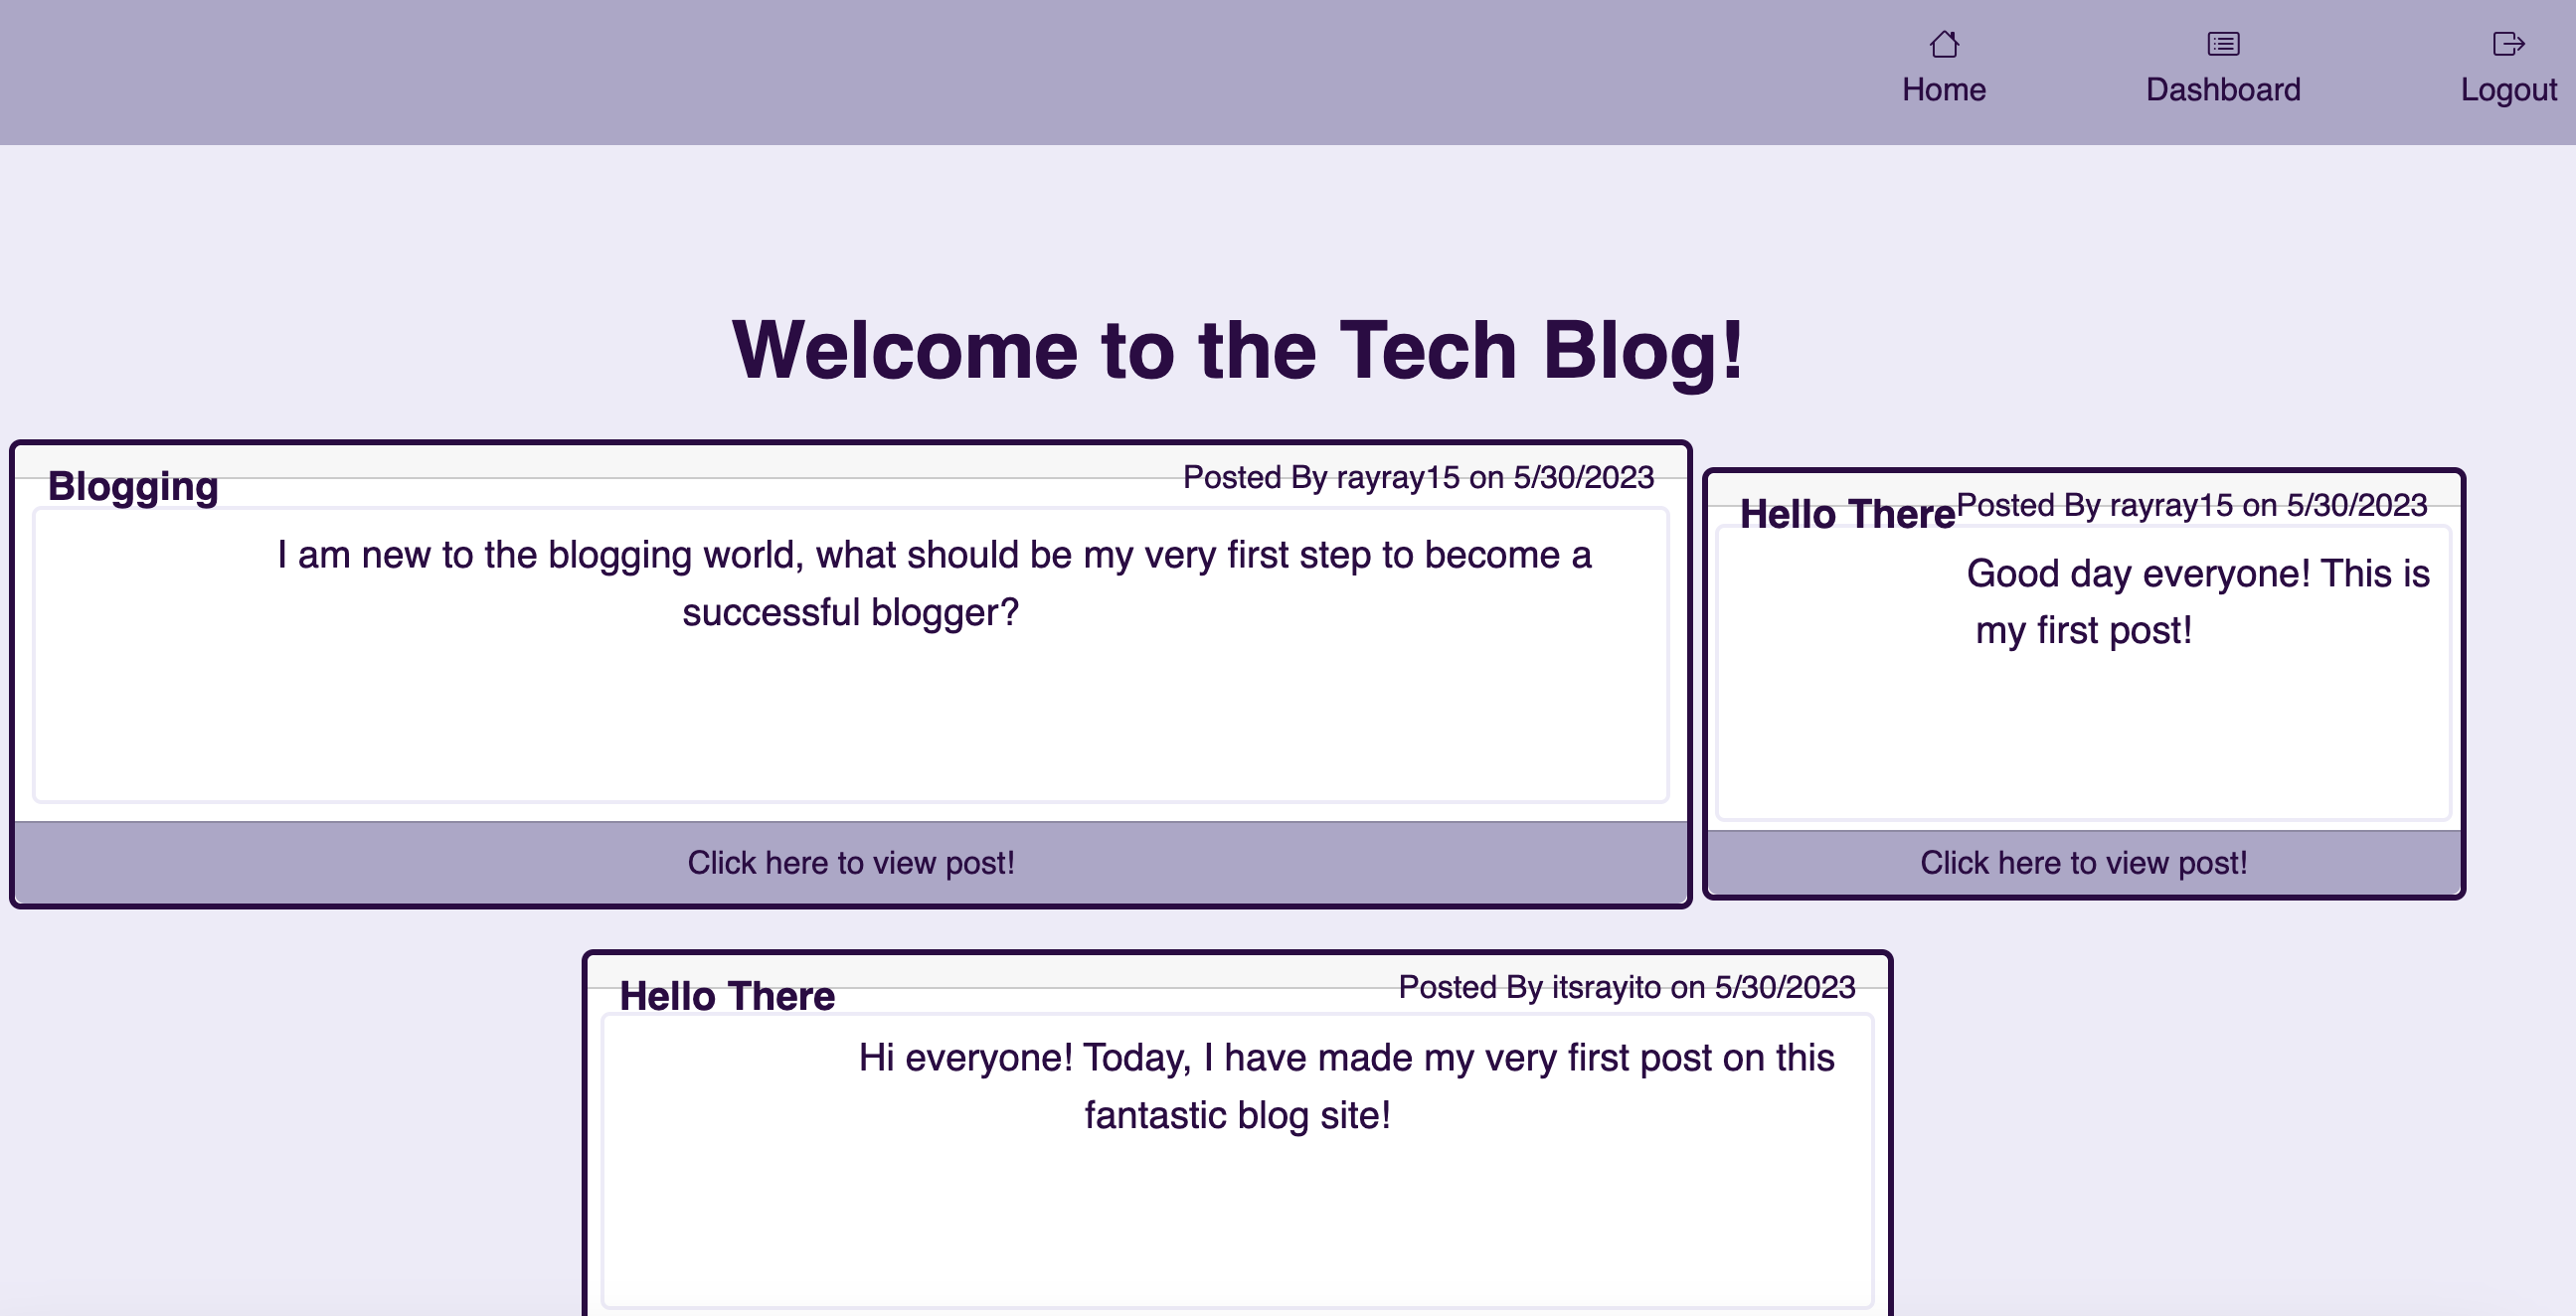 Home
Dashboard
Logout
Welcome to the Tech Blog!
Blogging
Posted By rayray15 on 5/30/2023
I am new to the blogging world, what should be my very first step to become a
successful blogger?
Click here to view post!
Hello There
Posted By rayray15 on 5/30/2023
Good day everyone! This is
my first post!
Click here to view post!
Hello There
Posted By itsrayito on 5/30/2023
Hi everyone! Today, I have made my very first post on this
fantastic blog site!